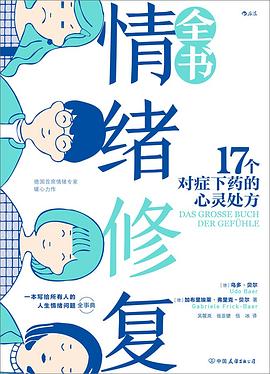 后浪
情绪修复
全书
17个
对症下药的
心灵处方
DAS GROSSE BUCH
DER GEFÜHLE
德国首席情绪专家
暖心力作
[德] 乌多·贝尔
Udo Baer
[德] 加布里埃莱·弗里克-贝尔 著
Gabriele Frick-Baer
一本写给所有人的
人生情绪问题 全事典
中国友谊出版公司